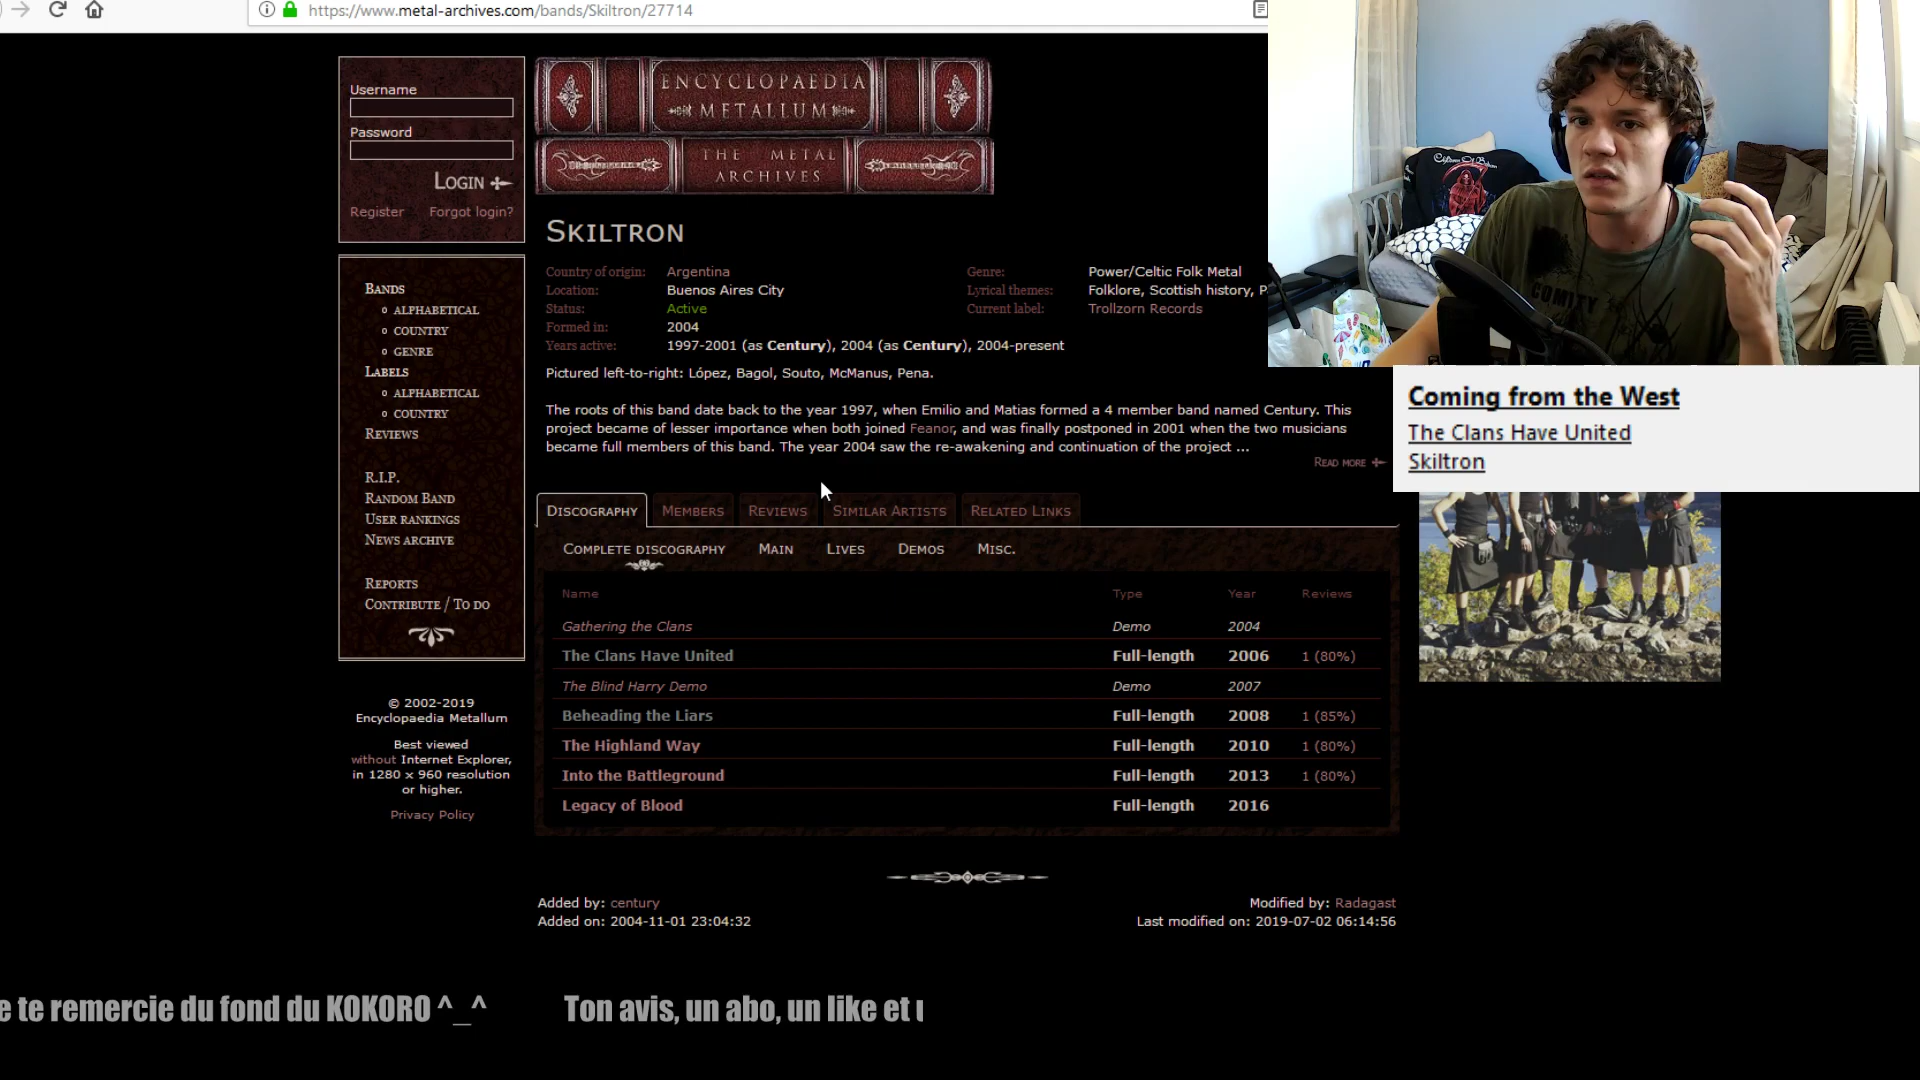 https://www.metal-archives.com/bands/Skiltron/27714
Username
Password
LOGIN
Register Forgot login?
BANDS
ALPHABETICAL
COUNTRY
GENRE
LABELS
ALPHABETICAL
COUNTRY
REVIEWS
R.I.P.
RANDOM BAND
USER RANKINGS
NEWS ARCHIVE
REPORTS
CONTRIBUTE / TO DO
© 2002-2019
Encyclopaedia Metallum
Best viewed
without Internet Explorer,
in 1280 x 960 resolution
or higher.
Privacy Policy
ENCYCLOPAEDIA
METALLUM
THE METAL
ARCHIVES
SKILTRON
Country of origin: Argentina
Location: Buenos Aires City
Status: Active
Formed in: 2004
Years active: 1997-2001 (as Century), 2004 (as Century), 2004-present
Genre: Power/Celtic Folk Metal
Lyrical themes: Folklore, Scottish history, P
Current label: Trollzorn Records
Pictured left-to-right: López, Bagol, Souto, McManus, Pena.
The roots of this band date back to the year 1997, when Emilio and Matias formed a 4 member band named Century. This
project became of lesser importance when both joined Feanor, and was finally postponed in 2001 when the two musicians
became full members of this band. The year 2004 saw the re-awakening and continuation of the project ...
READ MORE
DISCOGRAPHY MEMBERS REVIEWS SIMILAR ARTISTS RELATED LINKS
COMPLETE DISCOGRAPHY MAIN LIVES DEMOS MISC.
Name Type Year Reviews
Gathering the Clans Demo 2004
The Clans Have United Full-length 2006 1 (80%)
The Blind Harry Demo Demo 2007
Beheading the Liars Full-length 2008 1 (85%)
The Highland Way Full-length 2010 1 (80%)
Into the Battleground Full-length 2013 1 (80%)
Legacy of Blood Full-length 2016
Added by: century
Added on: 2004-11-01 23:04:32
Modified by: Radagast
Last modified on: 2019-07-02 06:14:56
Children Of Bodom
COMITY
Coming from the West
The Clans Have United
Skiltron
e te remercie du fond du KOKORO ^_^ Ton avis, un abo, un like et